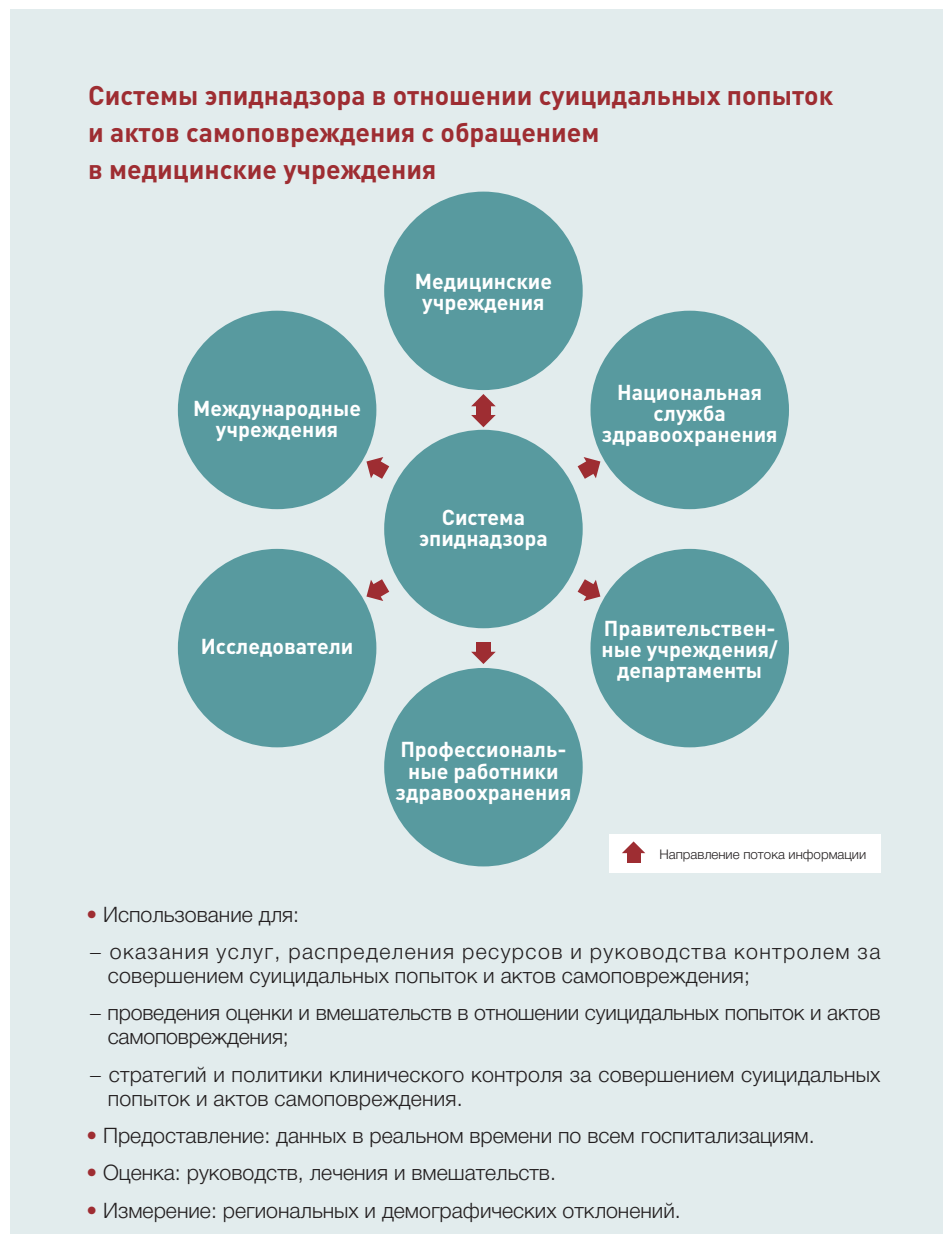 Системы эпиднадзора в отношении суицидальных попыток
и актов самоповреждения с обращением
в медицинские учреждения
Медицинские
учреждения
Международные
учреждения
Национальная
служба
здравоохранения
Система
эпиднадзора
Исследователи
Правительствен-
ные учреждения/
департаменты
Профессиональ-
ные работники
здравоохранения
Направление потока информации
• Использование для:
– оказания услуг, распределения ресурсов и руководства контролем за
совершением суицидальных попыток и актов самоповреждения;
– проведения оценки и вмешательств в отношении суицидальных попыток и актов
самоповреждения;
– стратегий и политики клинического контроля за совершением суицидальных
попыток и актов самоповреждения.
• Предоставление: данных в реальном времени по всем госпитализациям.
• Оценка: руководств, лечения и вмешательств.
• Измерение: региональных и демографических отклонений.